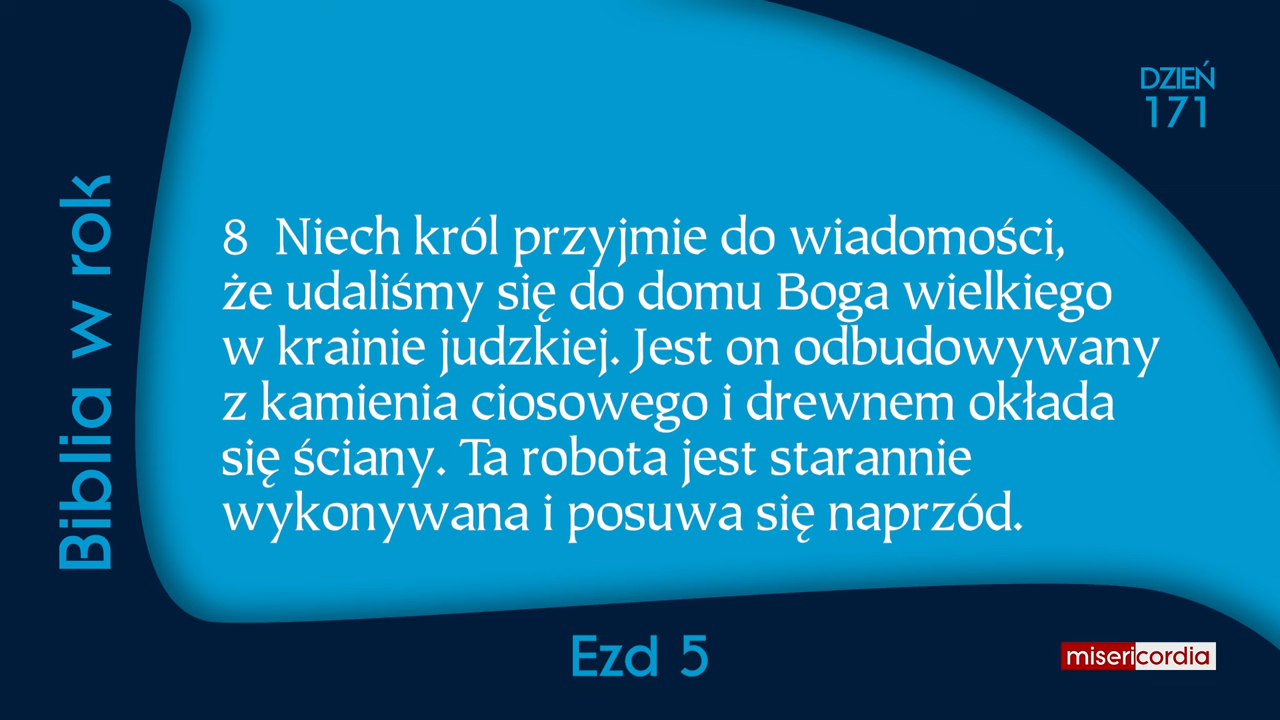 DZIEŃ
171
Biblia w rok
8 Niech król przyjmie do wiadomości,
że udaliśmy się do domu Boga wielkiego
w krainie judzkiej. Jest on odbudowywany
z kamienia ciosowego i drewnem okłada
się ściany. Ta robota jest starannie
wykonywana i posuwa się naprzód.
Ezd 5
misericordia